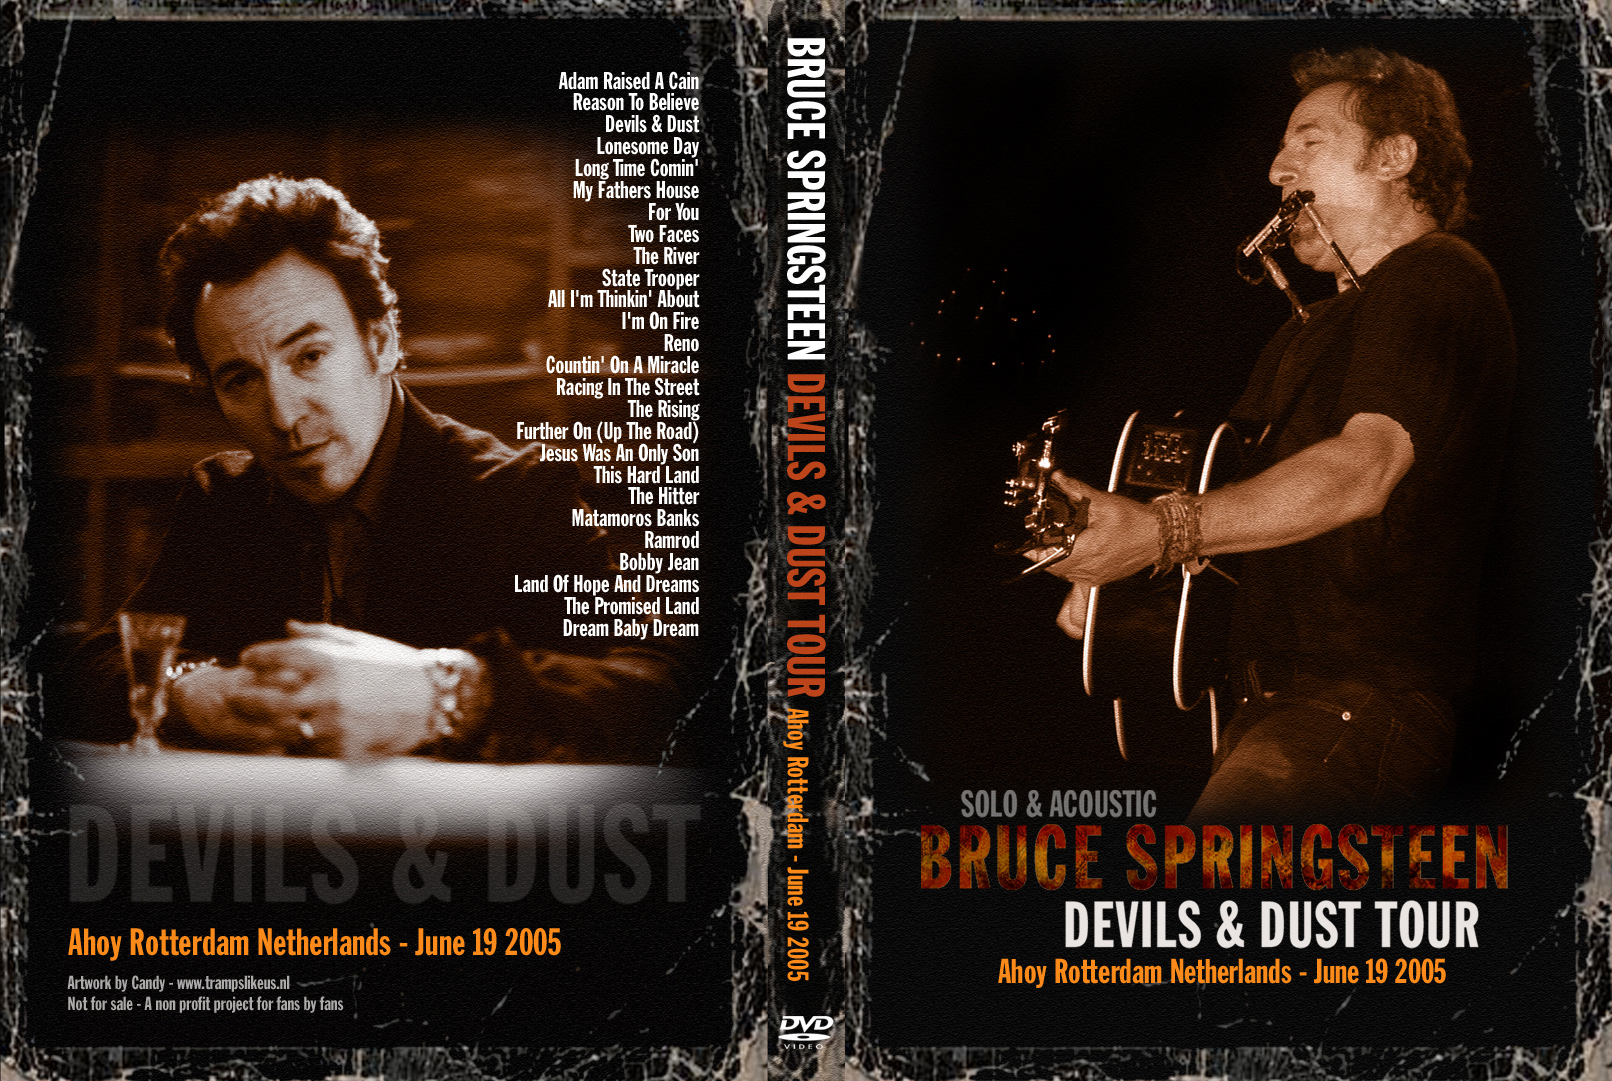 Adam Raised A Cain
Reason To Believe
Devils & Dust
Lonesome Day
Long Time Comin'
My Fathers House
For You
Two Faces
The River
State Trooper
All I'm Thinkin' About
I'm On Fire
Reno
Countin' On A Miracle
Racing In The Street
The Rising
Further On (Up The Road)
Jesus Was An Only Son
This Hard Land
The Hitter
Matamoros Banks
Ramrod
Bobby Jean
Land Of Hope And Dreams
The Promised Land
Dream Baby Dream
DEVILS & DUST
Ahoy Rotterdam Netherlands - June 19 2005
Artwork by Candy - www.trampslikeus.nl
Not for sale - A non profit project for fans by fans
BRUCE SPRINGSTEEN DEVILS & DUST TOUR Ahoy Rotterdam - June 19 2005
DVD
VIDEO
SOLO & ACOUSTIC
BRUCE SPRINGSTEEN
DEVILS & DUST TOUR
Ahoy Rotterdam Netherlands - June 19 2005